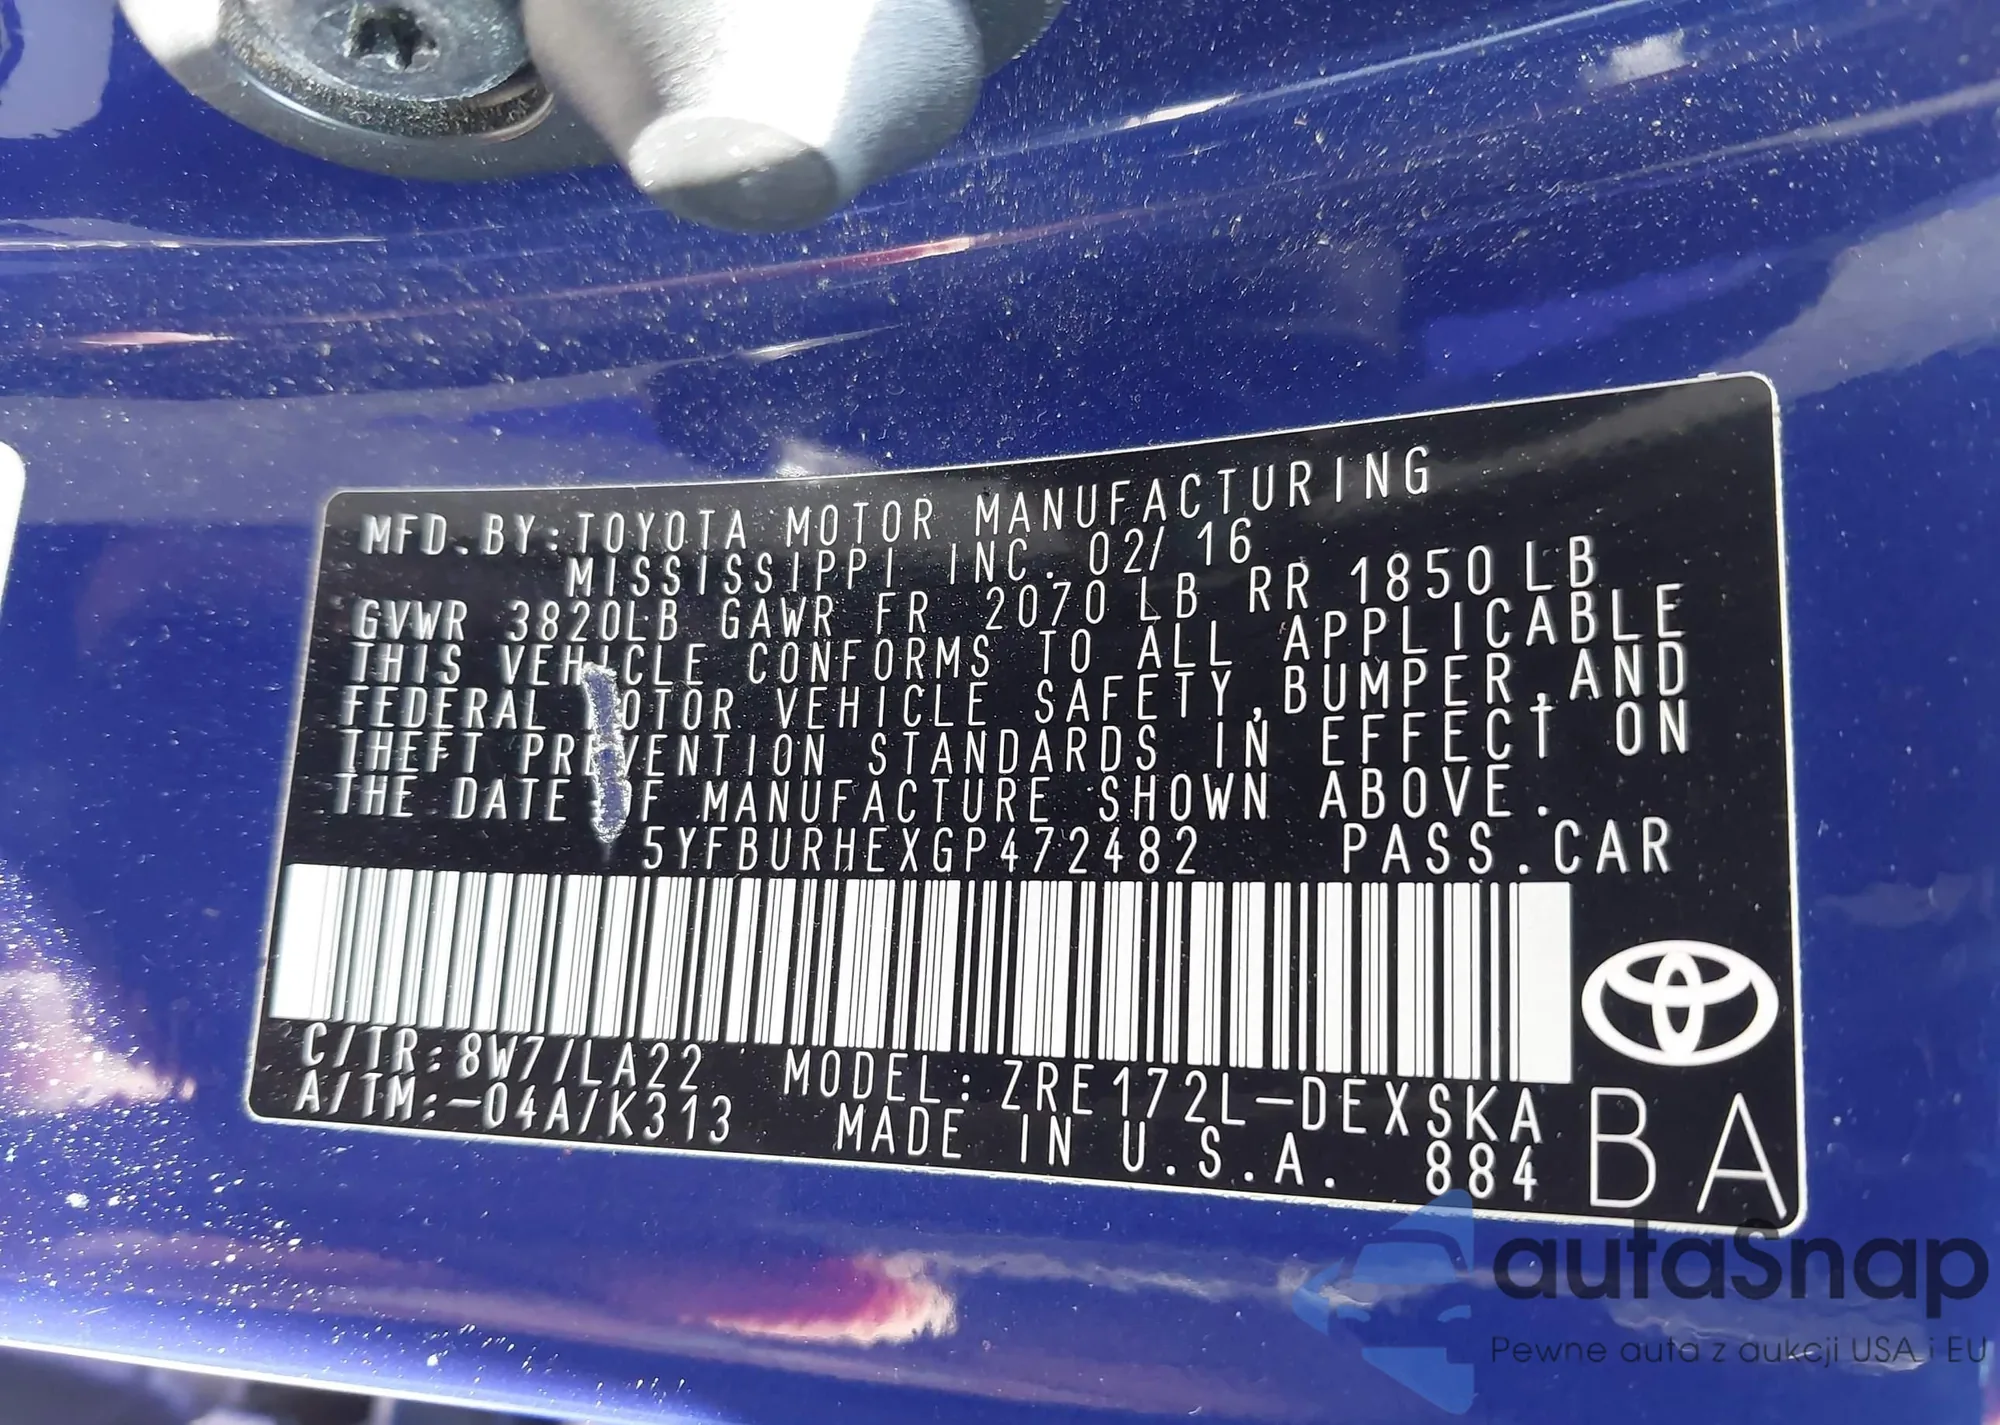 MFD.BY:TOYOTA MOTOR MANUFACTURING
MISSISSIPPI INC. 02/16
GVWR 3820LB GAWR FR 2070 LB RR 1850LB
THIS VEHICLE CONFORMS TO ALL APPLICABLE
FEDERAL MOTOR VEHICLE SAFETY,BUMPER,AND
THEFT PREVENTION STANDARDS IN EFFECT ON
THE DATE OF MANUFACTURE SHOWN ABOVE.
5YFBURHEXGP472482 PASS.CAR
C/TR:8W7/LA22 MODEL:ZRE172L-DEXSKA
A/TM:-04A/K313 MADE IN U.S.A. 884
BA
autaSnap
Pewne auta z aukcji USA i EU